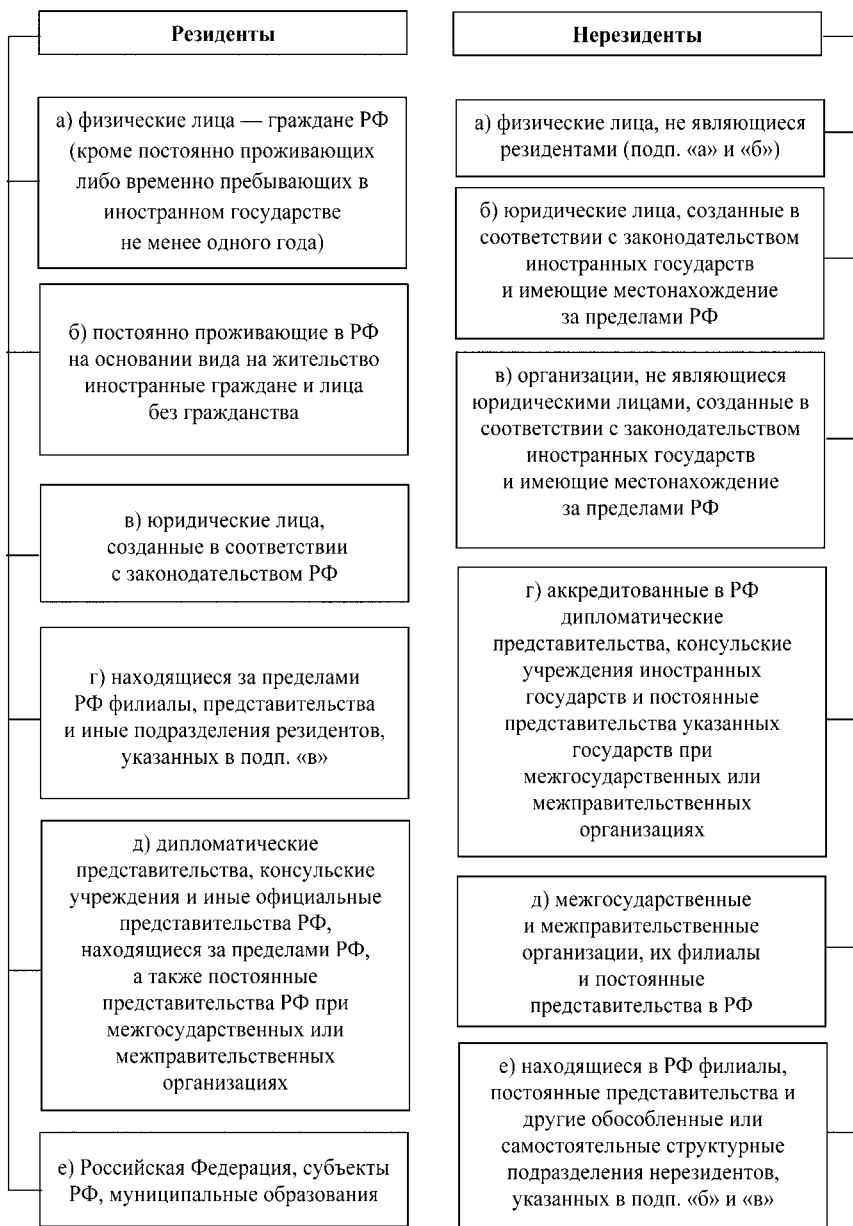 Резиденты
а) физические лица — граждане РФ
(кроме постоянно проживающих
либо временно пребывающих в
иностранном государстве
не менее одного года)
б) постоянно проживающие в РФ
на основании вида на жительство
иностранные граждане и лица
без гражданства
в) юридические лица,
созданные в соответствии
с законодательством РФ
г) находящиеся за пределами
РФ филиалы, представительства
и иные подразделения резидентов,
указанных в подп. «в»
д) дипломатические
представительства, консульские
учреждения и иные официальные
представительства РФ,
находящиеся за пределами РФ,
а также постоянные
представительства РФ при
межгосударственных или
межправительственных
организациях
е) Российская Федерация, субъекты
РФ, муниципальные образования
Нерезиденты
а) физические лица, не являющиеся
резидентами (подп. «а» и «б»)
б) юридические лица, созданные в
соответствии с законодательством
иностранных государств
и имеющие местонахождение
за пределами РФ
в) организации, не являющиеся
юридическими лицами, созданные в
соответствии с законодательством
иностранных государств
и имеющие местонахождение
за пределами РФ
г) аккредитованные в РФ
дипломатические
представительства, консульские
учреждения иностранных
государств и постоянные
представительства указанных
государств при
межгосударственных или
межправительственных
организациях
д) межгосударственные
и межправительственные
организации, их филиалы
и постоянные
представительства в РФ
е) находящиеся в РФ филиалы,
постоянные представительства и
другие обособленные или
самостоятельные структурные
подразделения нерезидентов,
указанных в подп. «б» и «в»